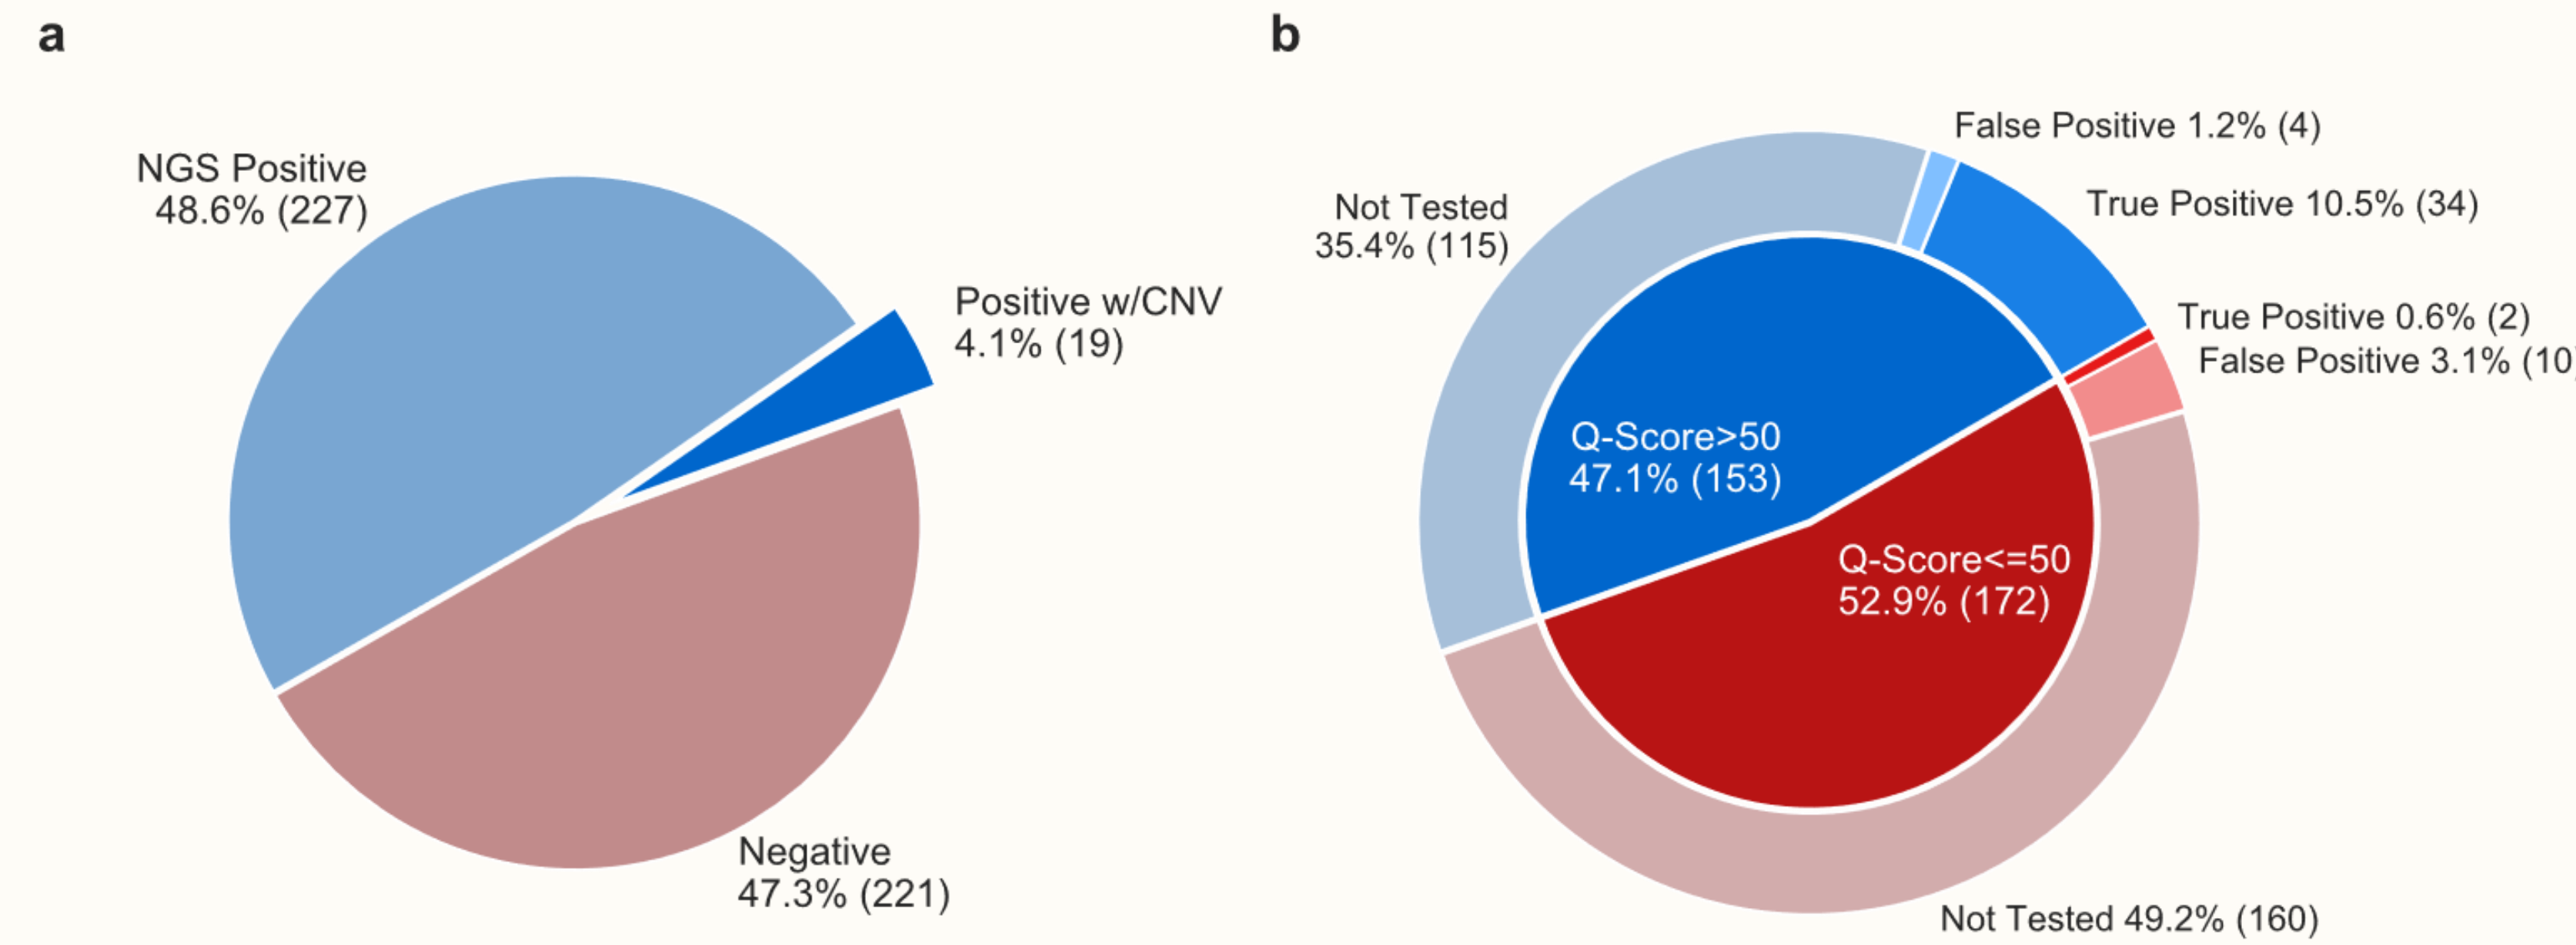 a
NGS Positive
48.6% (227)
Positive w/CNV
4.1% (19)
Negative
47.3% (221)
b
False Positive 1.2% (4)
True Positive 10.5% (34)
Not Tested
35.4% (115)
True Positive 0.6% (2)
False Positive 3.1% (10)
Q-Score>50
47.1% (153)
Q-Score<=50
52.9% (172)
Not Tested 49.2% (160)